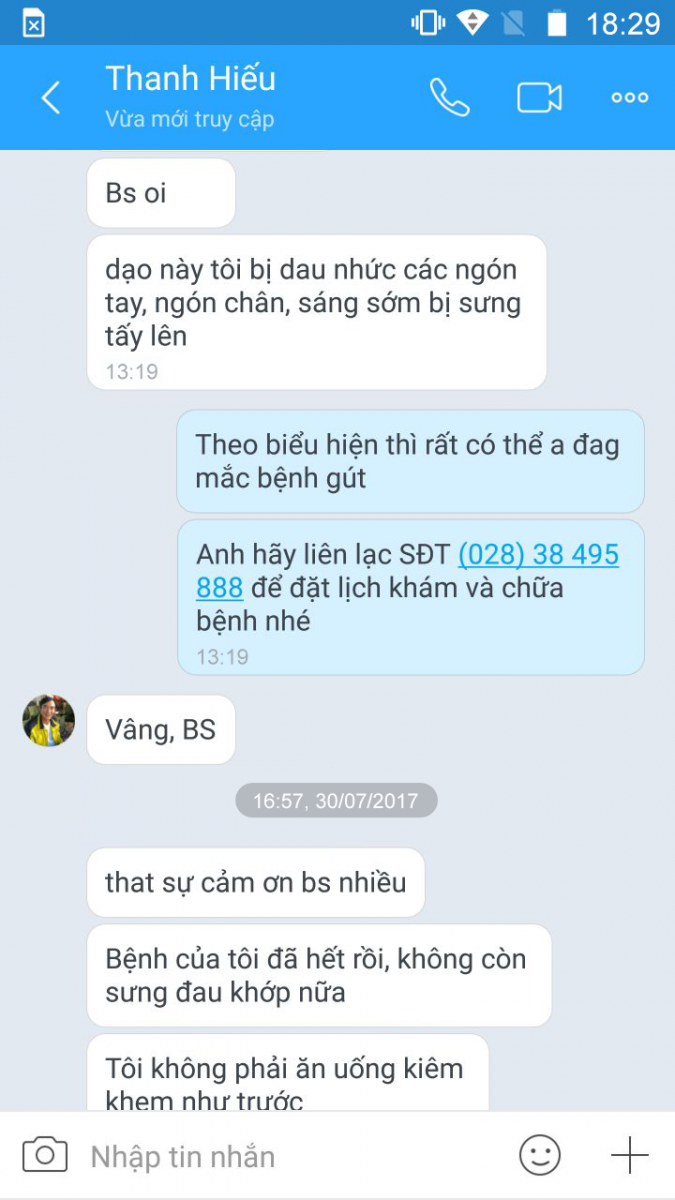 18:29
Thanh Hiếu
Vừa mới truy cập
Bs oi
dạo này tôi bị dau nhức các ngón
tay, ngón chân, sáng sớm bị sưng
tấy lên
13:19
Theo biểu hiện thì rất có thể a đag
mắc bệnh gút
Anh hãy liên lạc SĐT (028) 38 495
888 để đặt lịch khám và chữa
bệnh nhé
13:19
Vâng, BS
16:57, 30/07/2017
that sự cảm ơn bs nhiều
Bệnh của tôi đã hết rồi, không còn
sưng đau khớp nữa
Tôi không phải ăn uống kiêm
khem như trước
Nhập tin nhắn